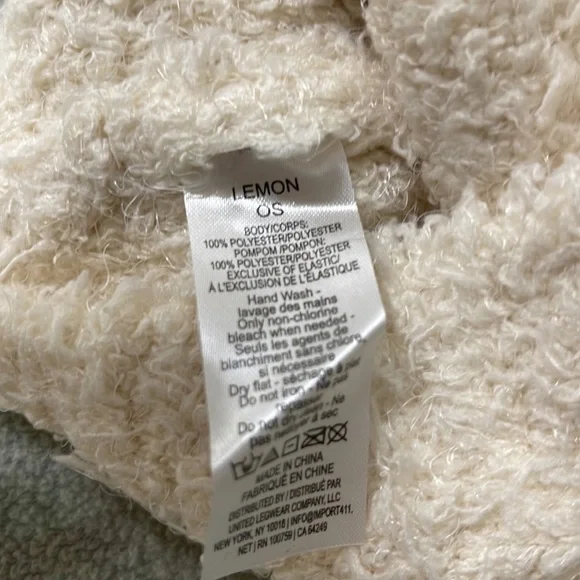 LEMON
OS
BODY/CORPS:
100% POLYESTER/POLYESTER
POMPOM /POMPON:
100% POLYESTER/POLYESTER
EXCLUSIVE OF ELASTIC/
À L'EXCLUSION DE L'ÉLASTIQUE
Hand Wash -
lavage des mains
Only non-chlorine
bleach when needed -
Seuls les agents de
blanchiment sans chlore,
si nécessaire
Dry flat - séchage à plat
Do not iron - Ne pas
repasser
Do not dry clean - Ne
pas nettoyer à sec
MADE IN CHINA
FABRIQUÉ EN CHINE
DISTRIBUTED BY / DISTRIBUÉ PAR
UNITED LEGWEAR COMPANY, LLC
NEW YORK, NY 10018 | INFO@IMPORT411.
NET | RN 100759 | CA 64249